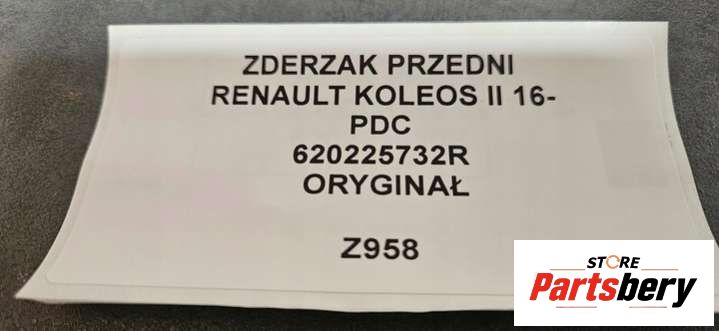 ZDERZAK PRZEDNI
RENAULT KOLEOS II 16-
PDC
620225732R
ORYGINAŁ
Z958
STORE
Partsbery